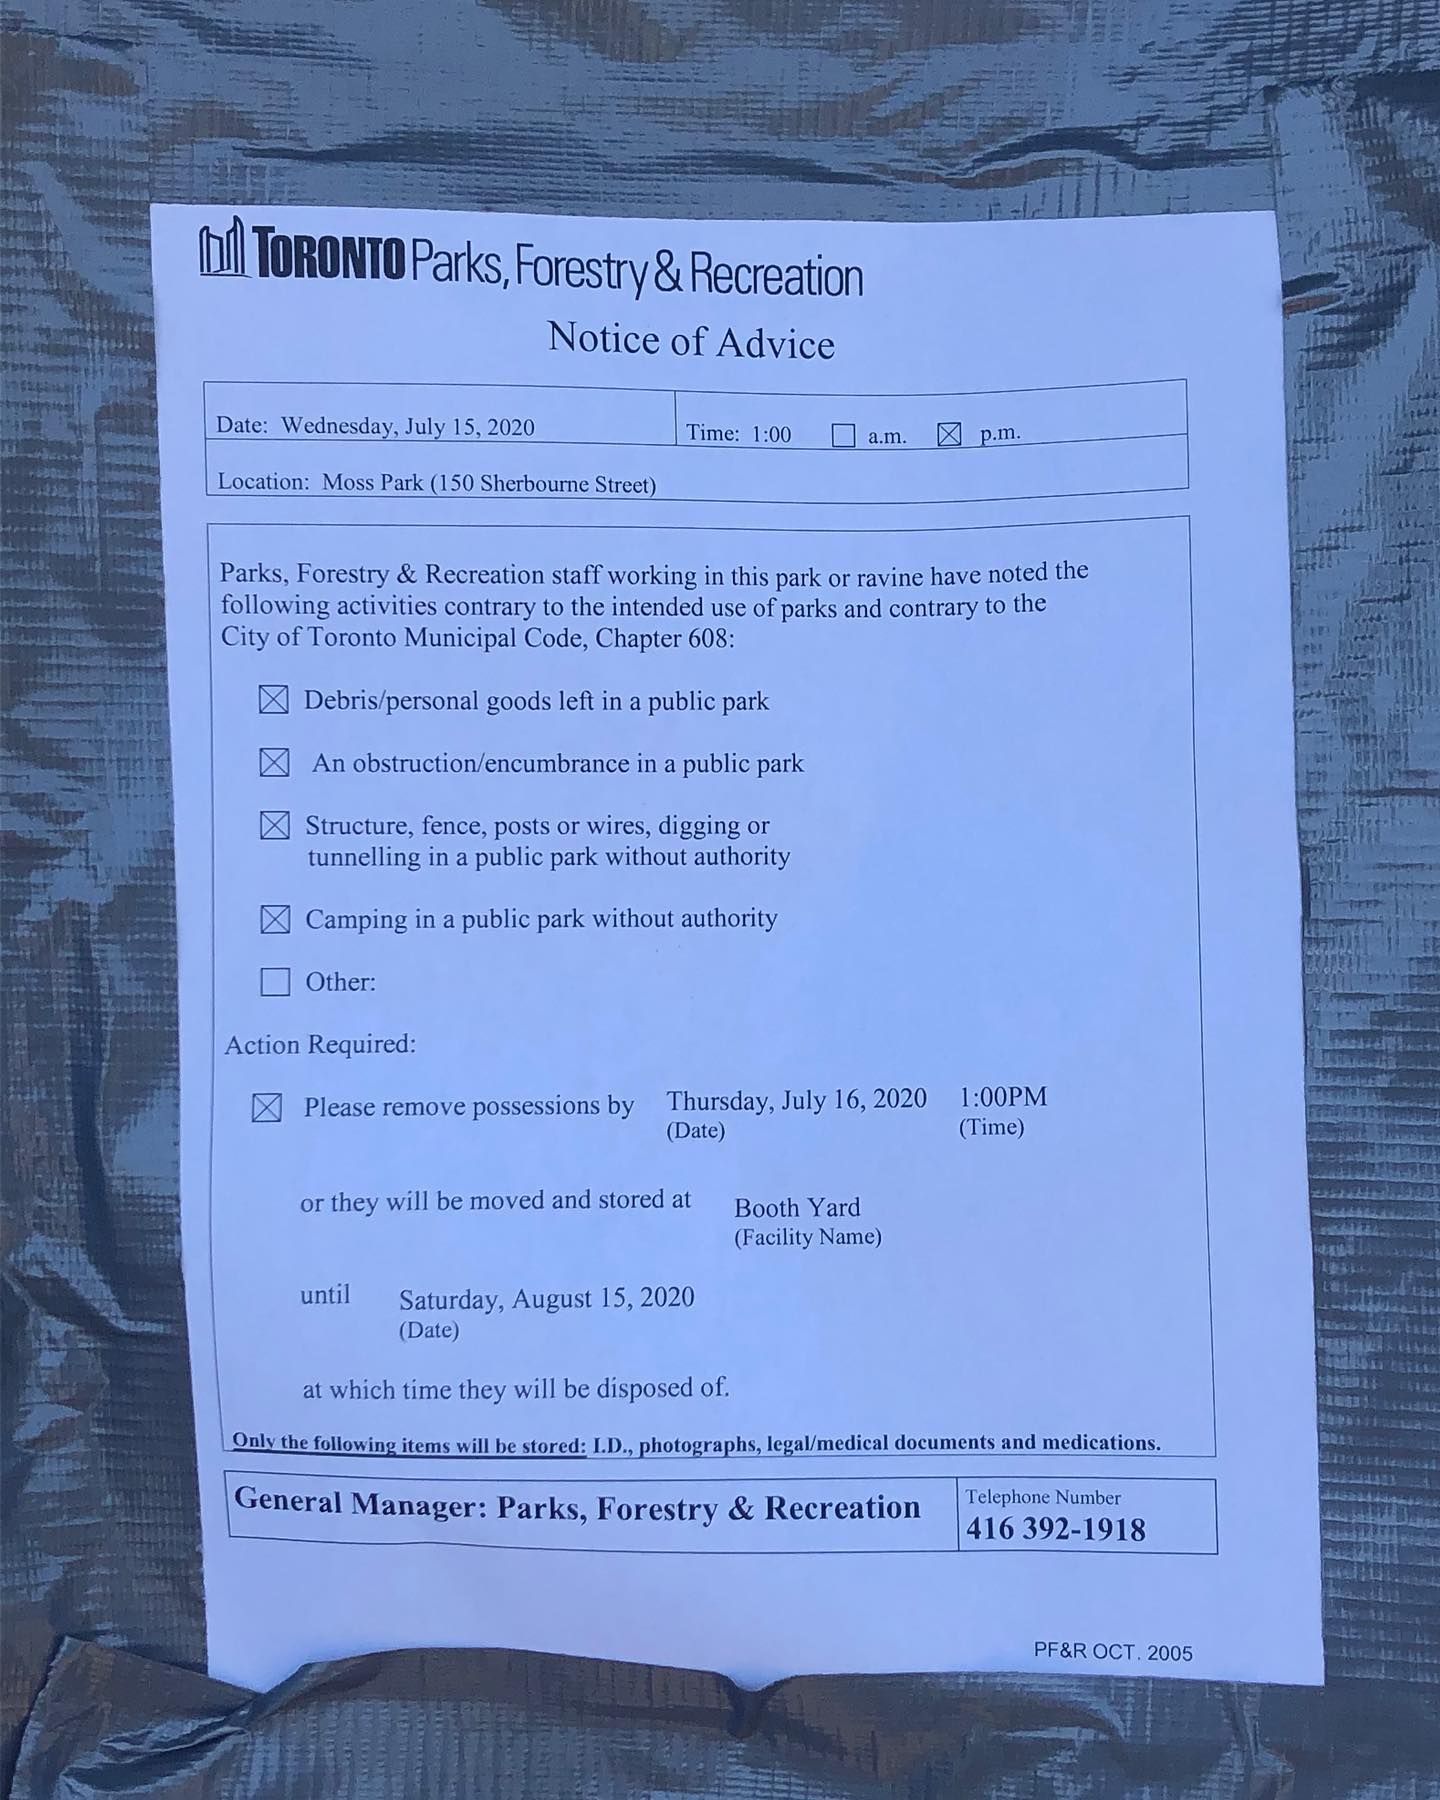 TORONTO Parks, Forestry & Recreation
Notice of Advice
Date: Wednesday, July 15, 2020
Time: 1:00 a.m. p.m.
Location: Moss Park (150 Sherbourne Street)
Parks, Forestry & Recreation staff working in this park or ravine have noted the
following activities contrary to the intended use of parks and contrary to the
City of Toronto Municipal Code, Chapter 608:
Debris/personal goods left in a public park
An obstruction/encumbrance in a public park
Structure, fence, posts or wires, digging or
tunnelling in a public park without authority
Camping in a public park without authority
Other:
Action Required:
Please remove possessions by Thursday, July 16, 2020 1:00PM
(Date) (Time)
or they will be moved and stored at Booth Yard
(Facility Name)
until Saturday, August 15, 2020
(Date)
at which time they will be disposed of.
Only the following items will be stored: I.D., photographs, legal/medical documents and medications.
General Manager: Parks, Forestry & Recreation
Telephone Number
416 392-1918
PF&R OCT. 2005